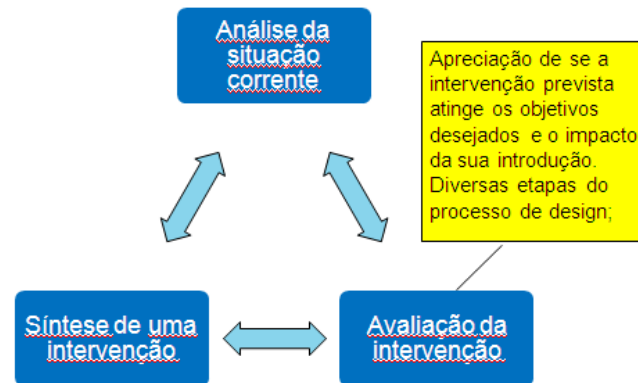 Análise da
situação
corrente
Apreciação de se a
intervenção prevista
atinge os objetivos
desejados e o impacto
da sua introdução.
Diversas etapas do
processo de design;
Síntese de uma
intervenção
Avaliação da
intervenção